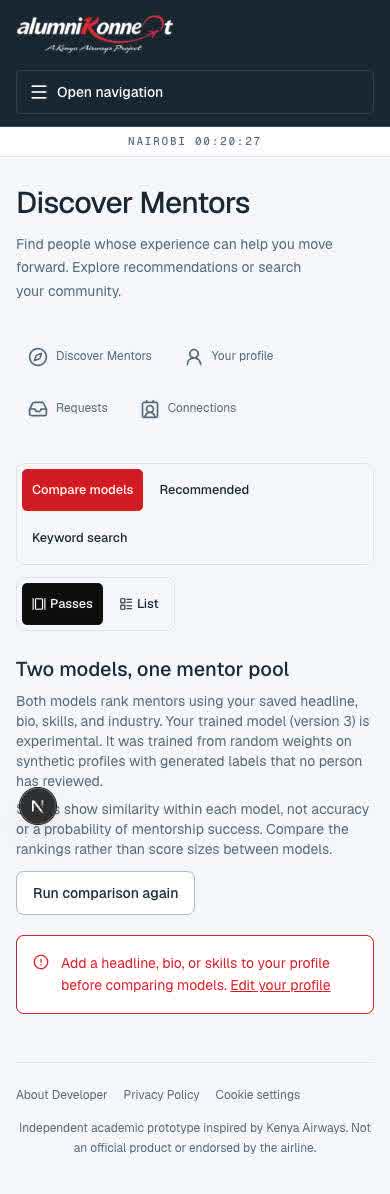 alumniKonnect
A Kenya Airways Project
Open navigation
NAIROBI 00:20:27
Discover Mentors
Find people whose experience can help you move
forward. Explore recommendations or search
your community.
Discover Mentors
Your profile
Requests
Connections
Compare models
Recommended
Keyword search
Passes
List
Two models, one mentor pool
Both models rank mentors using your saved headline,
bio, skills, and industry. Your trained model (version 3) is
experimental. It was trained from random weights on
synthetic profiles with generated labels that no person
has reviewed.
N
show similarity within each model, not accuracy
or a probability of mentorship success. Compare the
rankings rather than score sizes between models.
Run comparison again
Add a headline, bio, or skills to your profile
before comparing models. Edit your profile
About Developer
Privacy Policy
Cookie settings
Independent academic prototype inspired by Kenya Airways. Not
an official product or endorsed by the airline.